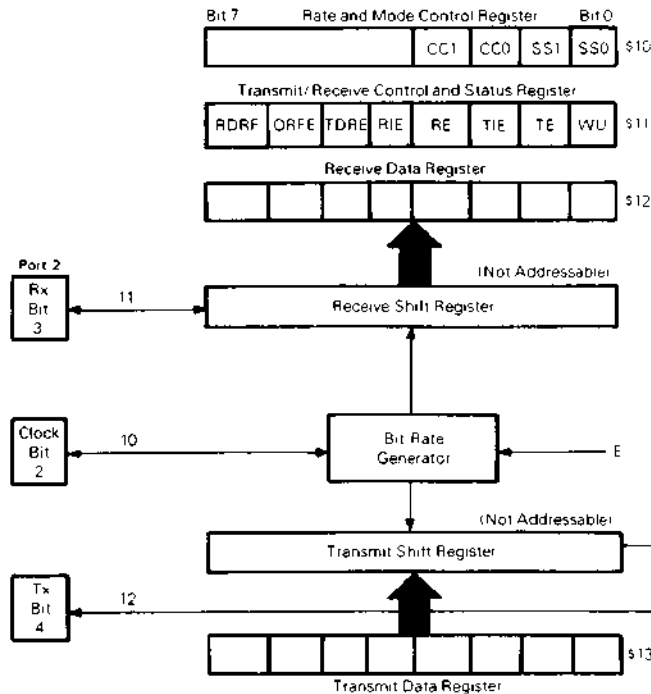 Bit 7 Rate and Mode Control Register Bit 0
CC1 CC0 SS1 SS0 $10
Transmit/Receive Control and Status Register
RDRF ORFE TDRE RIE RE TIE TE WU $11
Receive Data Register
$12
Port 2
(Not Addressable)
Rx
Bit
3
11
Receive Shift Register
Clock
Bit
2
10
Bit Rate
Generator
E
(Not Addressable)
Transmit Shift Register
Tx
Bit
4
12
$13
Transmit Data Register